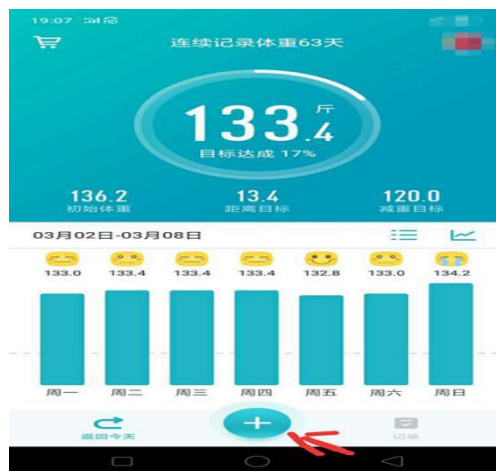 19:07
连续记录体重63天
133.4斤
目标达成 17%
136.2 13.4 120.0
初始体重 距离目标 减重目标
03月02日-03月08日
133.0 133.4 133.4 133.4 132.8 133.0 134.2
周一 周二 周三 周四 周五 周六 周日
返回今天 记录